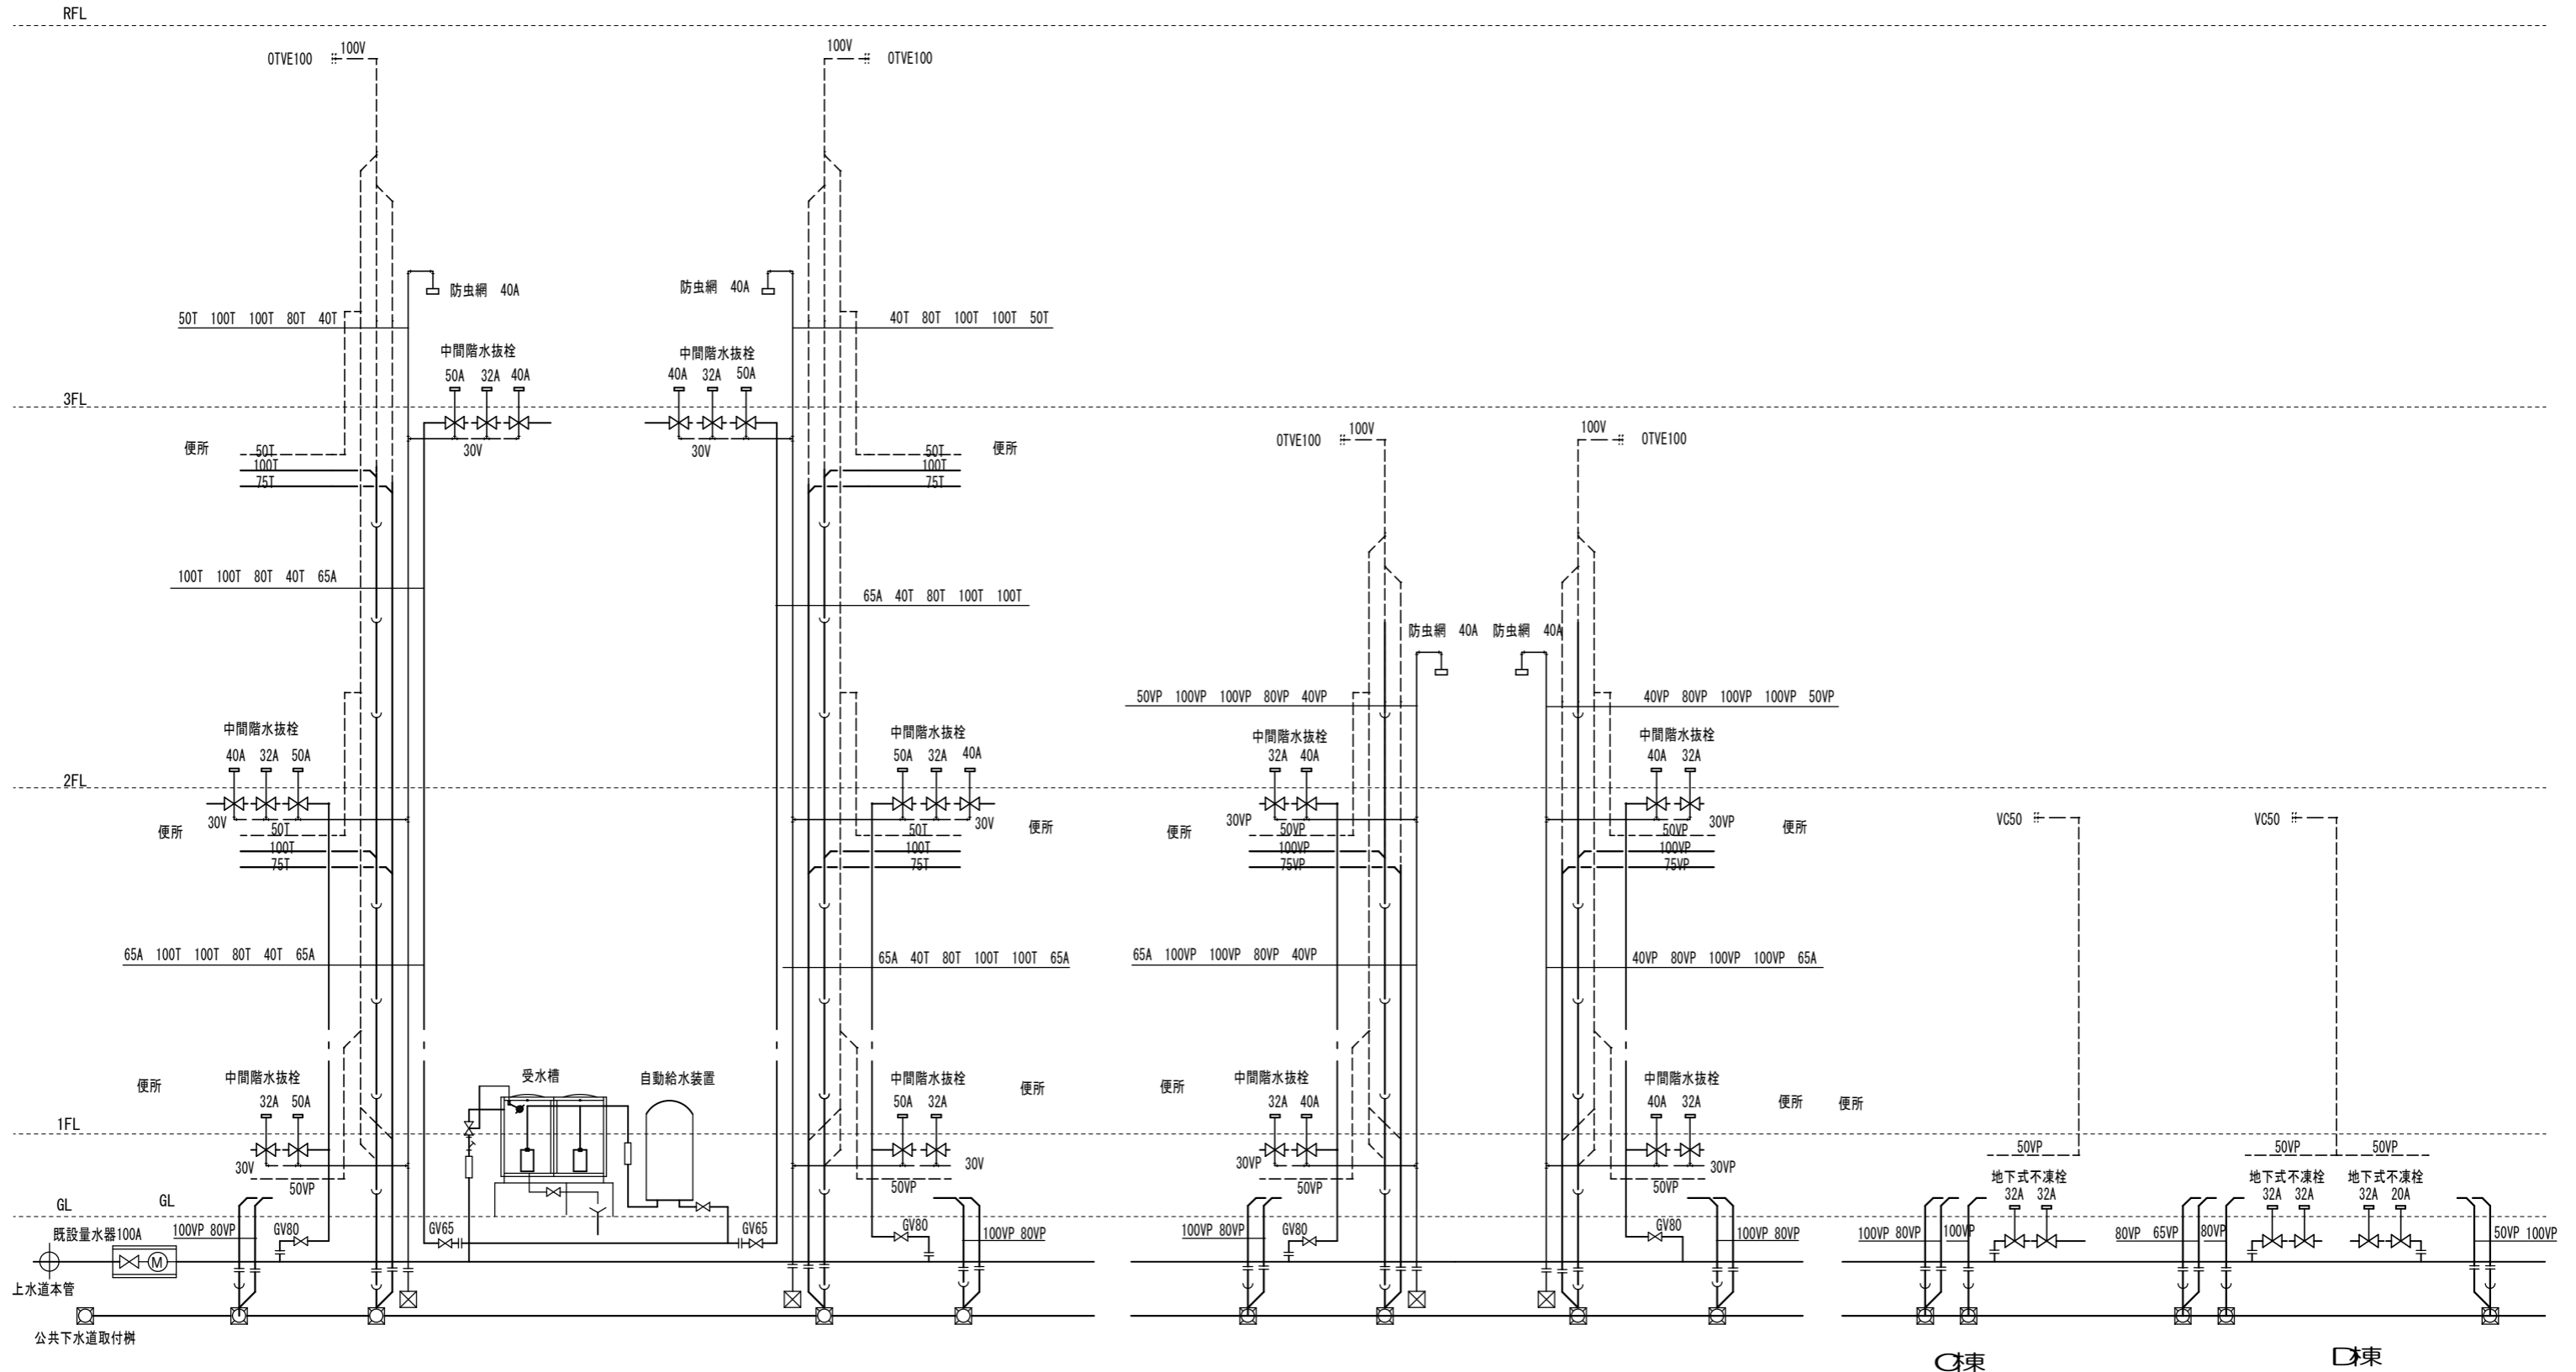 RFL
OTVE100 100V
100V OTVE100
防虫網 40A
防虫網 40A
50T 100T 100T 80T 40T
40T 80T 100T 100T 50T
中間階水抜栓
50A 32A 40A
中間階水抜栓
40A 32A 50A
3FL
便所
50T
100T
75T
30V
30V
50T
100T
75T
便所
OTVE100 100V
100V OTVE100
100T 100T 80T 40T 65A
65A 40T 80T 100T 100T
防虫網 40A
防虫網 40A
50VP 100VP 100VP 80VP 40VP
40VP 80VP 100VP 100VP 50VP
中間階水抜栓
40A 32A 50A
中間階水抜栓
50A 32A 40A
中間階水抜栓
32A 40A
中間階水抜栓
40A 32A
2FL
便所
30V
50T
100T
75T
50T
100T
75T
30V
便所
便所
30VP
50VP
100VP
75VP
50VP
100VP
75VP
30VP
便所
VC50
VC50
65A 100T 100T 80T 40T 65A
65A 40T 80T 100T 100T 65A
65A 100VP 100VP 80VP 40VP
40VP 80VP 100VP 100VP 65A
便所
中間階水抜栓
32A 50A
受水槽
自動給水装置
中間階水抜栓
50A 32A
便所
便所
中間階水抜栓
32A 40A
中間階水抜栓
40A 32A
便所
便所
1FL
30V
50VP
30V
50VP
30VP
50VP
30VP
50VP
50VP
50VP
50VP
地下式不凍栓
32A 32A
地下式不凍栓
32A 32A
地下式不凍栓
32A 20A
GL
GL
既設量水器100A
M
100VP 80VP
GV80
GV65
GV65
GV80
100VP 80VP
100VP 80VP
GV80
GV80
100VP 80VP
100VP 80VP
100VP
80VP 65VP
80VP
50VP 100VP
上水道本管
公共下水道取付桝
C棟
D棟